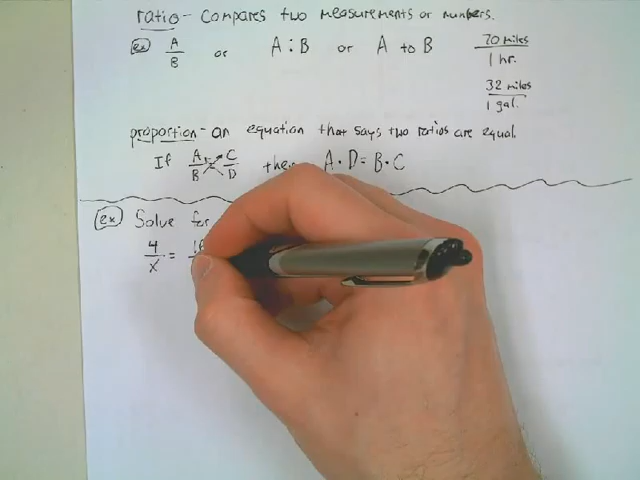 ratio - compares two measurements or numbers.
ex A/B or A : B or A to B 70 miles / 1 hr.
32 miles / 1 gal.
proportion - an equation that says two ratios are equal.
If A/B = C/D A · D = B · C
ex Solve for
4/x =